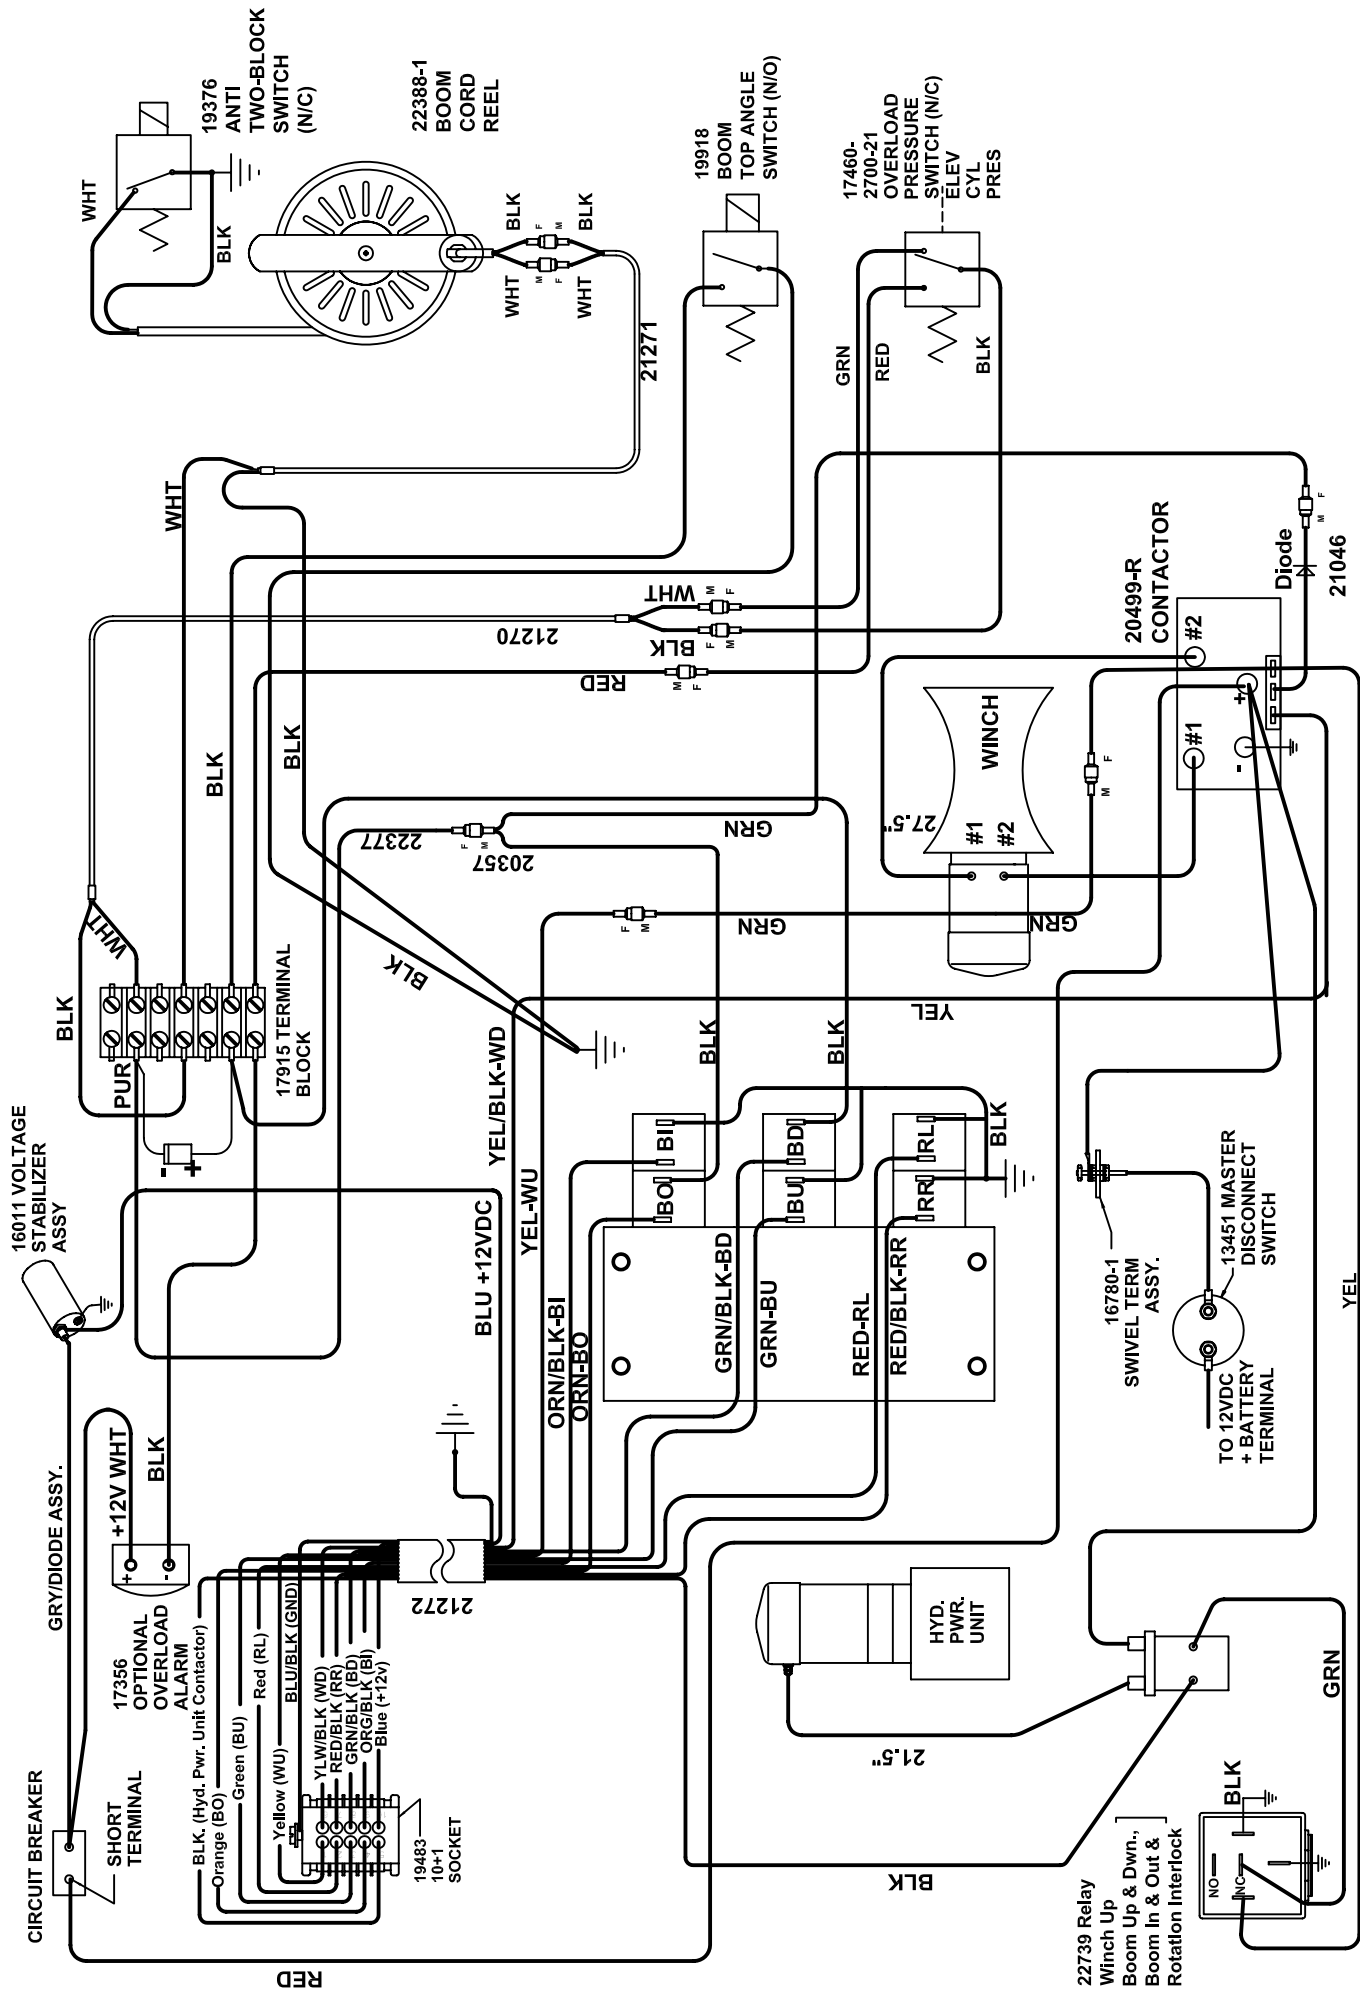 19376
ANTI
TWO-BLOCK
SWITCH
(N/C)
WHT
BLK
22388-1
BOOM
CORD
REEL
BLK
F
M
BLK
WHT
M
F
WHT
21271
19918
BOOM
TOP ANGLE
SWITCH (N/O)
17460-
2700-21
OVERLOAD
PRESSURE
SWITCH (N/C)
ELEV
CYL
PRES
GRN
RED
BLK
WHT
21270
WHT
M
F
BLK
F
M
RED
M
F
20499-R
CONTACTOR
#2
#1
+
-
Diode
M
F
21046
BLK
BLK
22377
F
M
20357
GRN
27.5"
WINCH
#1
#2
M
F
GRN
F
M
GRN
WHT
BLK
BLK
17915 TERMINAL
BLOCK
PUR
-
+
YEL
16011 VOLTAGE
STABILIZER
ASSY
BLK
BLK
YEL/BLK-WD
YEL-WU
BLU +12VDC
BI
BO
BD
BU
RL
RR
BLK
ORN/BLK-BI
ORN-BO
GRN/BLK-BD
GRN-BU
RED-RL
RED/BLK-RR
16780-1
SWIVEL TERM
ASSY.
13451 MASTER
DISCONNECT
SWITCH
TO 12VDC
+ BATTERY
TERMINAL
YEL
GRY/DIODE ASSY.
+12V WHT
BLK
+
-
17356
OPTIONAL
OVERLOAD
ALARM
21272
BLK. (Hyd. Pwr. Unit Contactor)
Orange (BO)
Green (BU)
Red (RL)
Yellow (WU)
BLU/BLK (GND)
YLW/BLK (WD)
RED/BLK (RR)
GRN/BLK (BD)
ORG/BLK (BI)
Blue (+12v)
19483
10+1
SOCKET
CIRCUIT BREAKER
SHORT
TERMINAL
RED
HYD.
PWR.
UNIT
21.5"
BLK
GRN
BLK
NO
NC
22739 Relay
Winch Up
Boom Up & Dwn.,
Boom In & Out &
Rotation Interlock